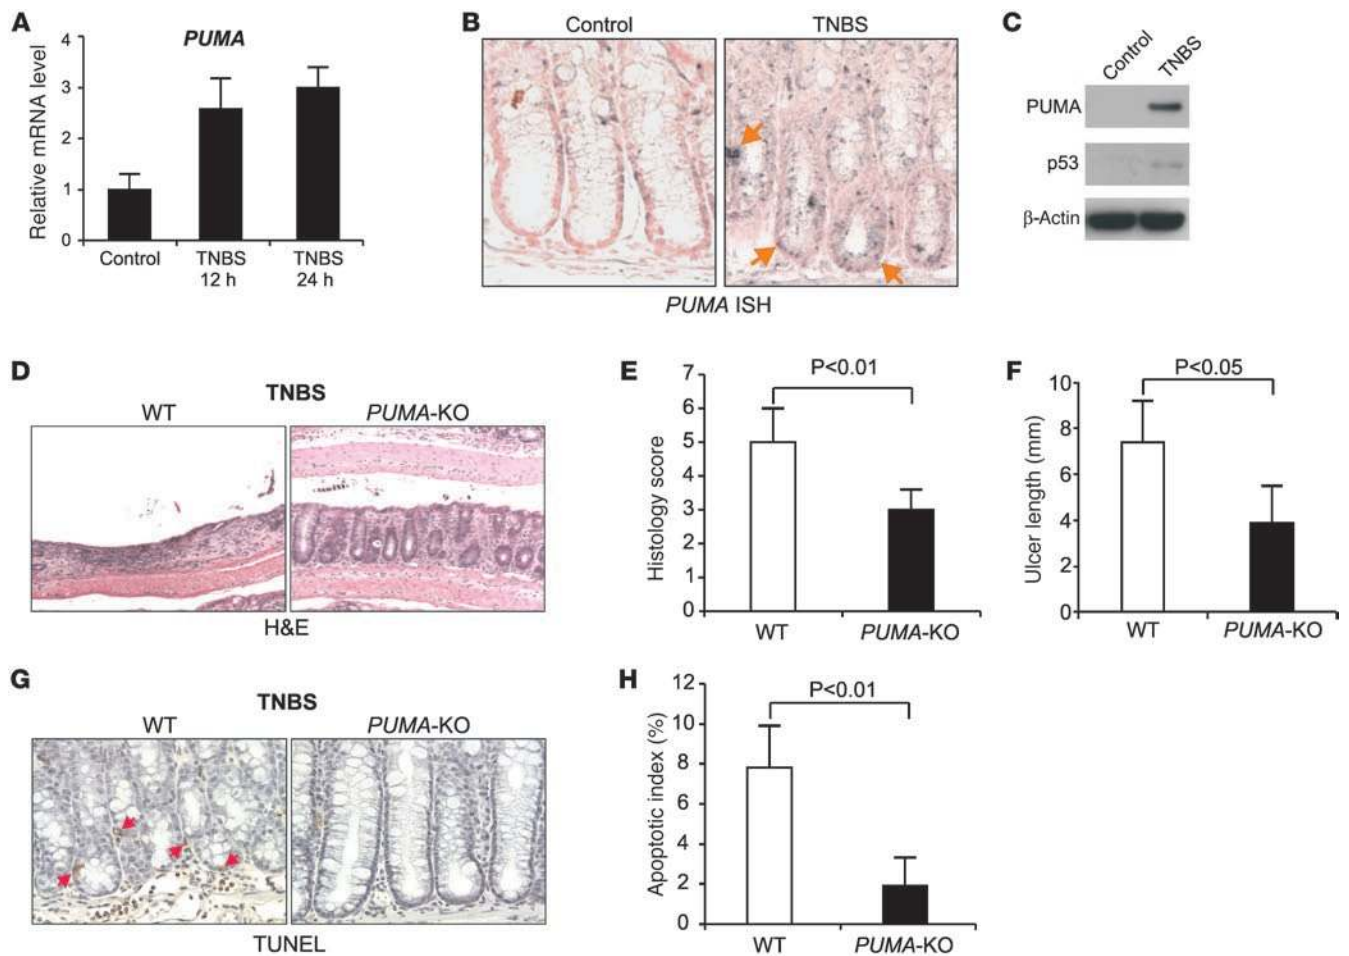 A
PUMA
Relative mRNA level
4
3
2
1
0
Control
TNBS
12 h
TNBS
24 h
B
Control
TNBS
PUMA ISH
C
Control
TNBS
PUMA
p53
β-Actin
D
TNBS
WT
PUMA-KO
H&E
E
P<0.01
Histology score
7
6
5
4
3
2
1
0
WT
PUMA-KO
F
P<0.05
Ulcer length (mm)
10
8
6
4
2
0
WT
PUMA-KO
G
TNBS
WT
PUMA-KO
TUNEL
H
P<0.01
Apoptotic index (%)
12
10
8
6
4
2
0
WT
PUMA-KO